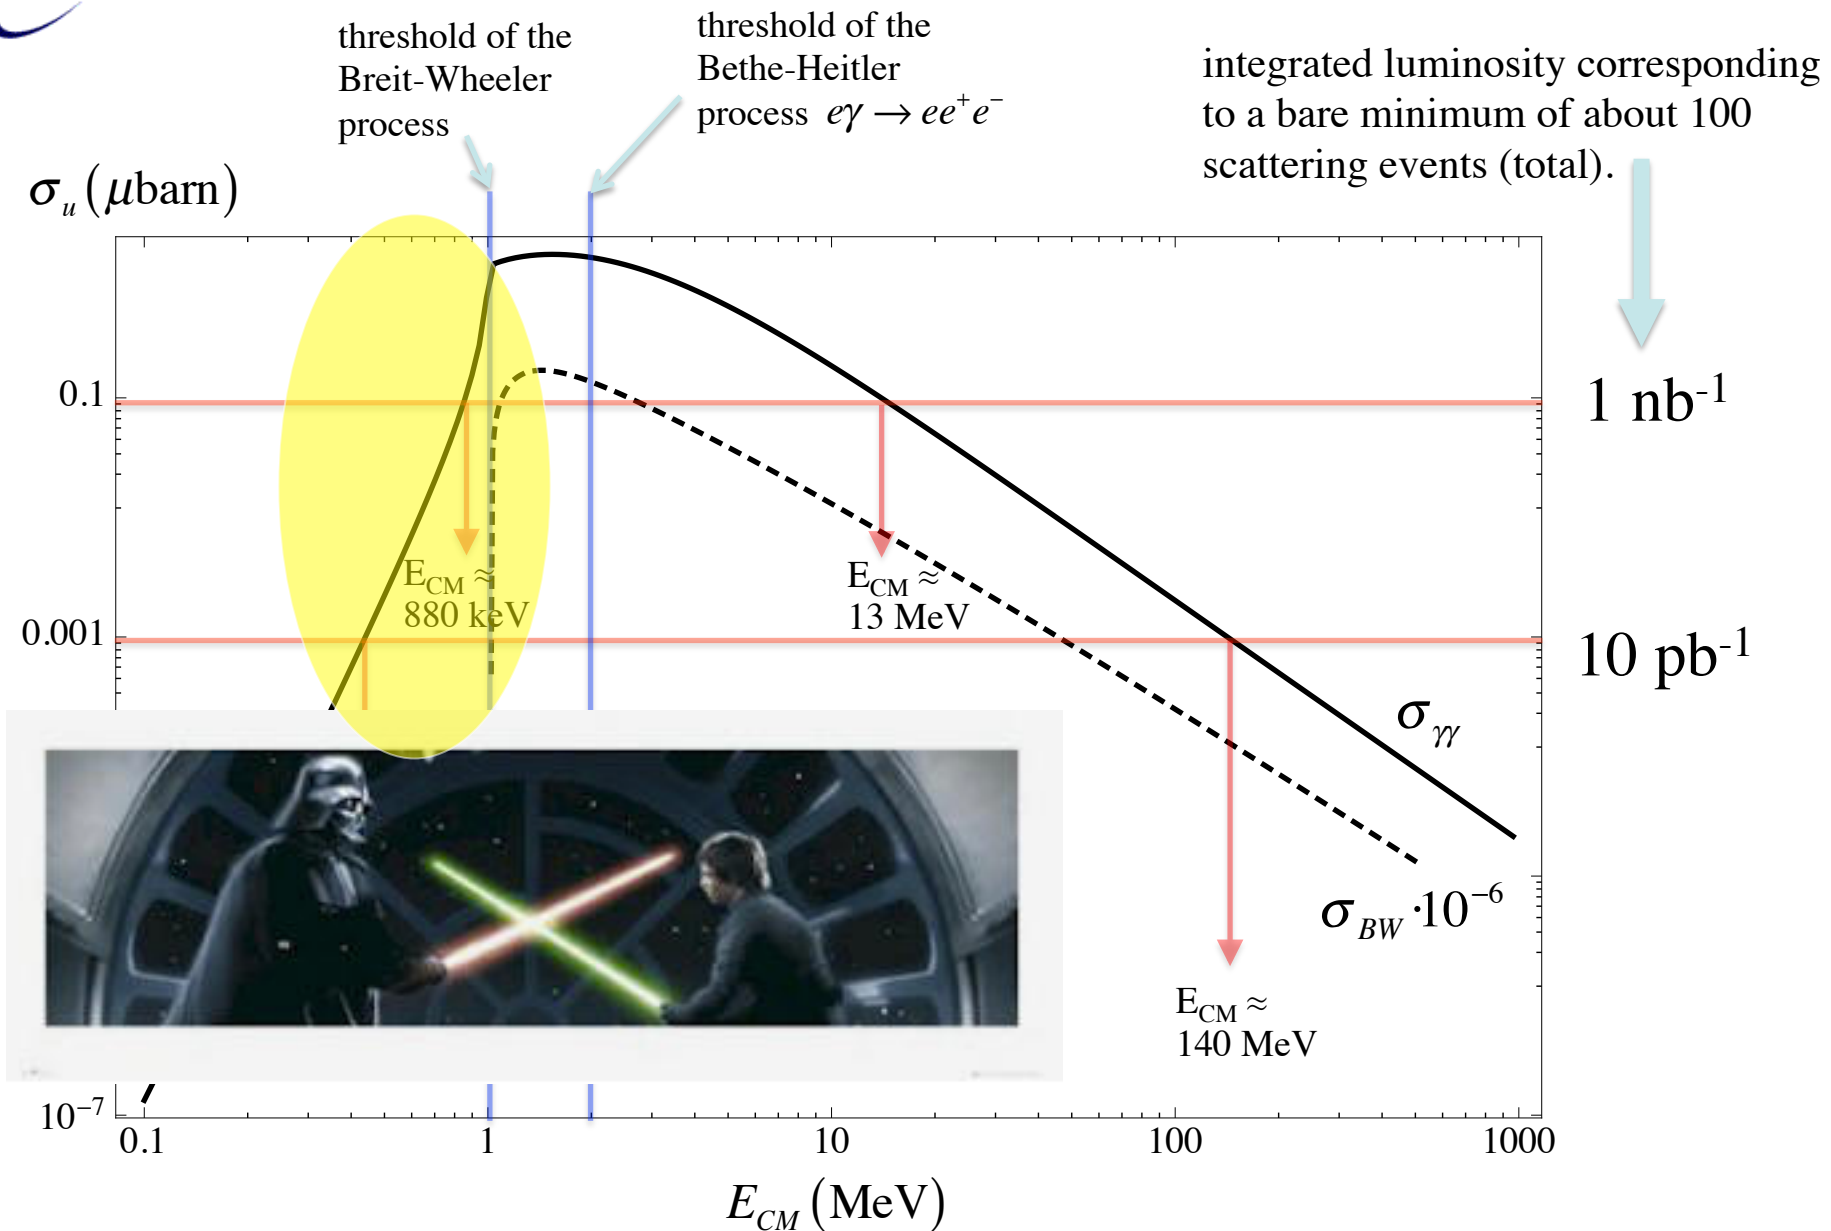 threshold of the
Breit-Wheeler
process
threshold of the
Bethe-Heitler
process eγ → ee⁺e⁻
integrated luminosity corresponding
to a bare minimum of about 100
scattering events (total).
σ_u (μbarn)
0.1
1 nb⁻¹
E_CM ≈
880 keV
E_CM ≈
13 MeV
0.001
10 pb⁻¹
σ_γγ
σ_BW · 10⁻⁶
E_CM ≈
140 MeV
10⁻⁷
0.1 1 10 100 1000
E_CM (MeV)